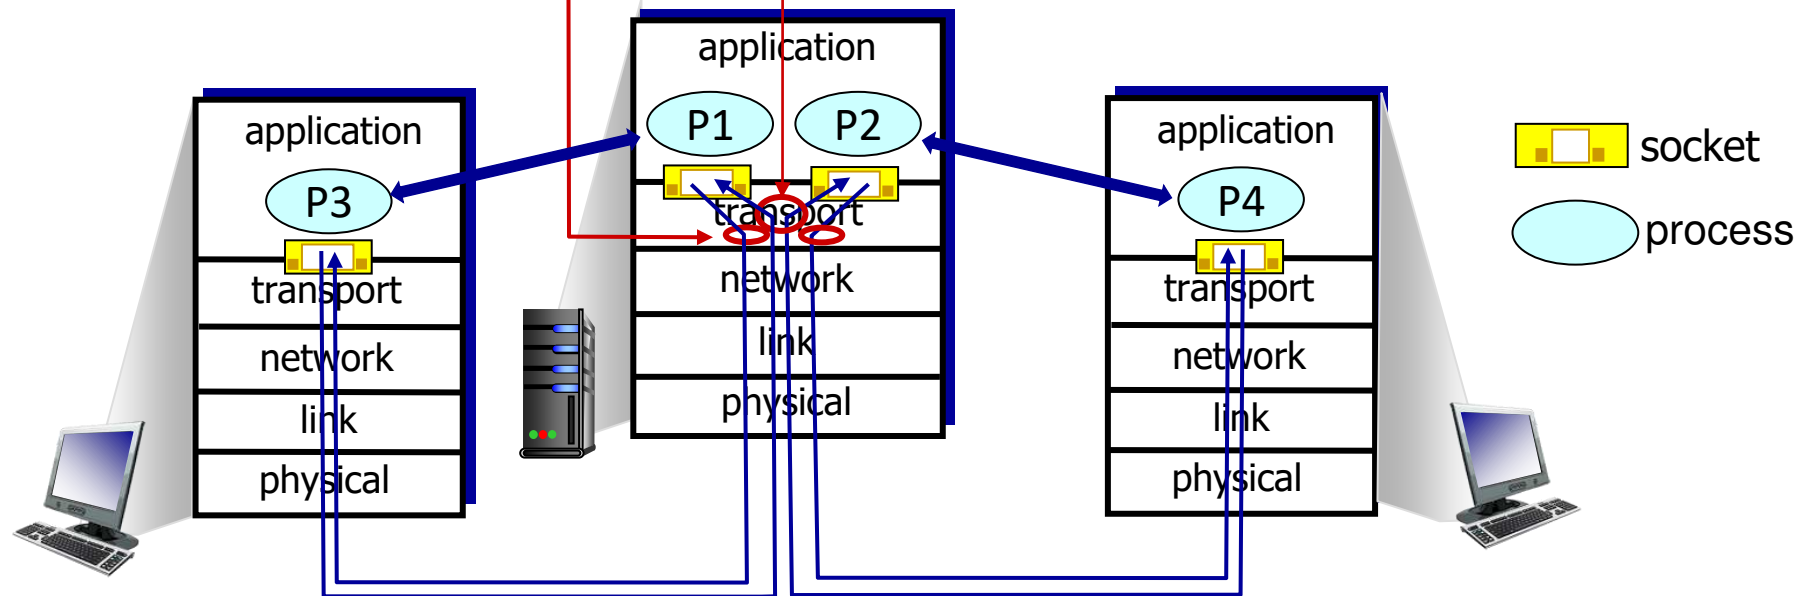 application
P3
transport
network
link
physical
application
P1
P2
transport
network
link
physical
application
P4
transport
network
link
physical
socket
process